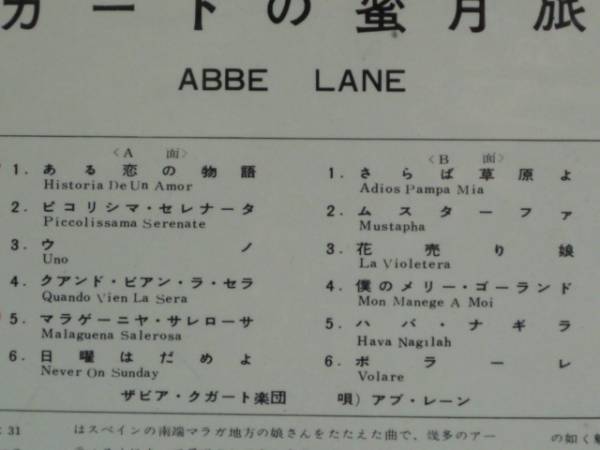 ガートの蜜月旅
ABBE LANE
〈A 面〉
1. ある恋の物語
Historia De Un Amor
2. ピコリシマ・セレナータ
Piccolissama Serenate
3. ウノ
Uno
4. クアンド・ビアン・ラ・セラ
Quando Vien La Sera
5. マラゲーニヤ・サレローサ
Malaguena Salerosa
6. 日曜はだめよ
Never On Sunday
〈B 面〉
1. さらば草原よ
Adios Pampa Mia
2. ムスターファ
Mustapha
3. 花売り娘
La Violetera
4. 僕のメリー・ゴーランド
Mon Manege A Moi
5. ハバ・ナギラ
Hava Nagilah
6. ボラーレ
Volare
ザビア・クガート楽団 唄）アブ・レーン
31 はスペインの南端マラガ地方の娘さんをたたえた曲で、幾多のアー の如く